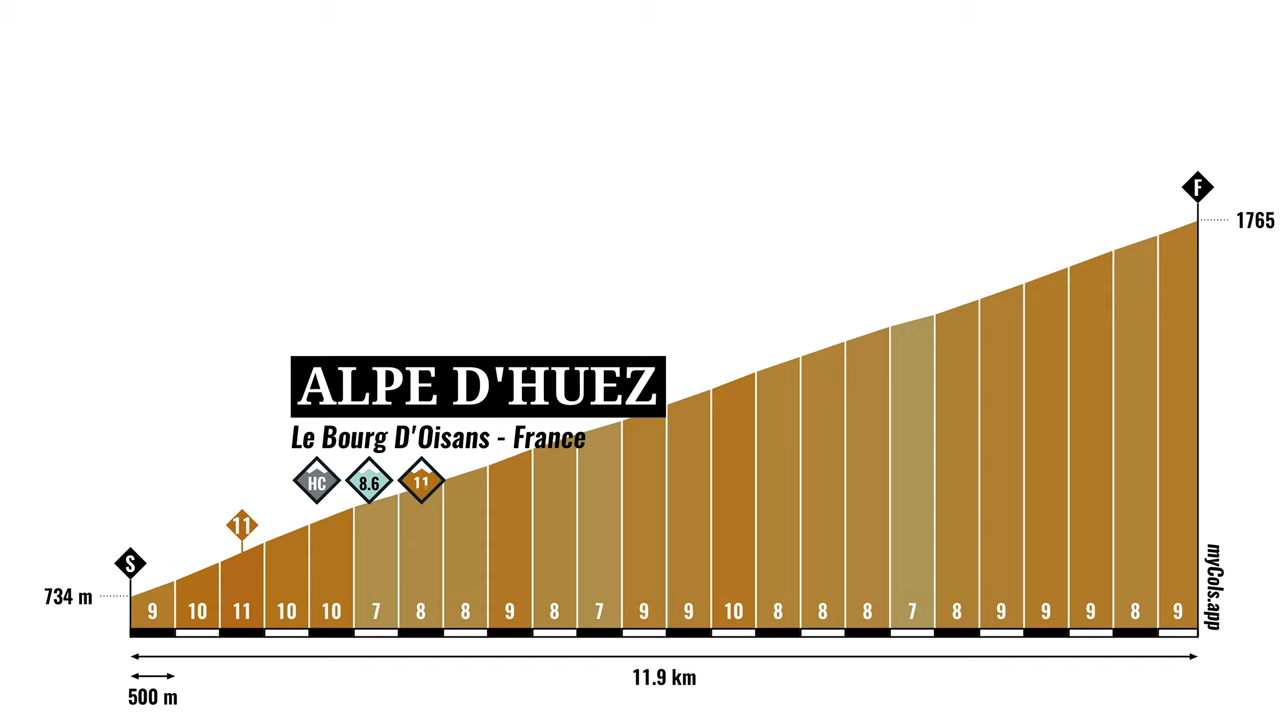 F
1765
ALPE D'HUEZ
Le Bourg D'Oisans - France
HC 8.6 11
11
S
734 m
9 10 11 10 10 7 8 8 9 8 7 9 9 10 8 8 8 7 8 9 9 9 8 9
myCols.app
11.9 km
500 m